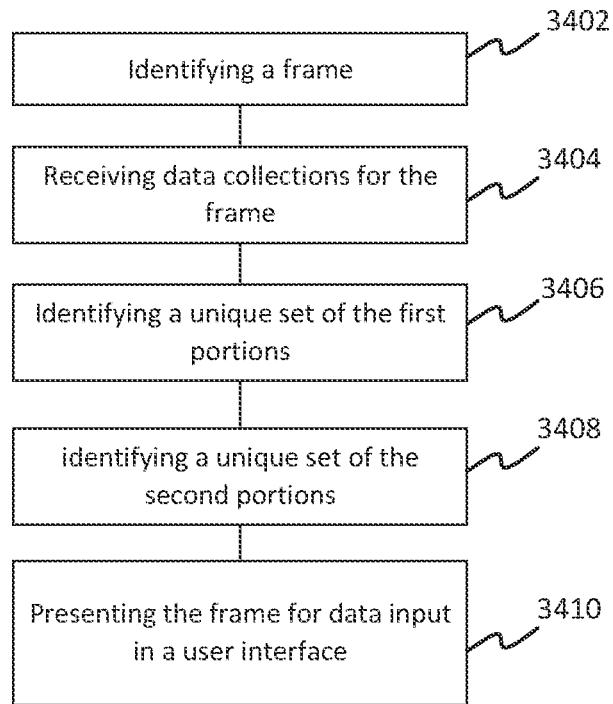 3402
Identifying a frame
3404
Receiving data collections for the
frame
3406
Identifying a unique set of the first
portions
3408
identifying a unique set of the
second portions
3410
Presenting the frame for data input
in a user interface